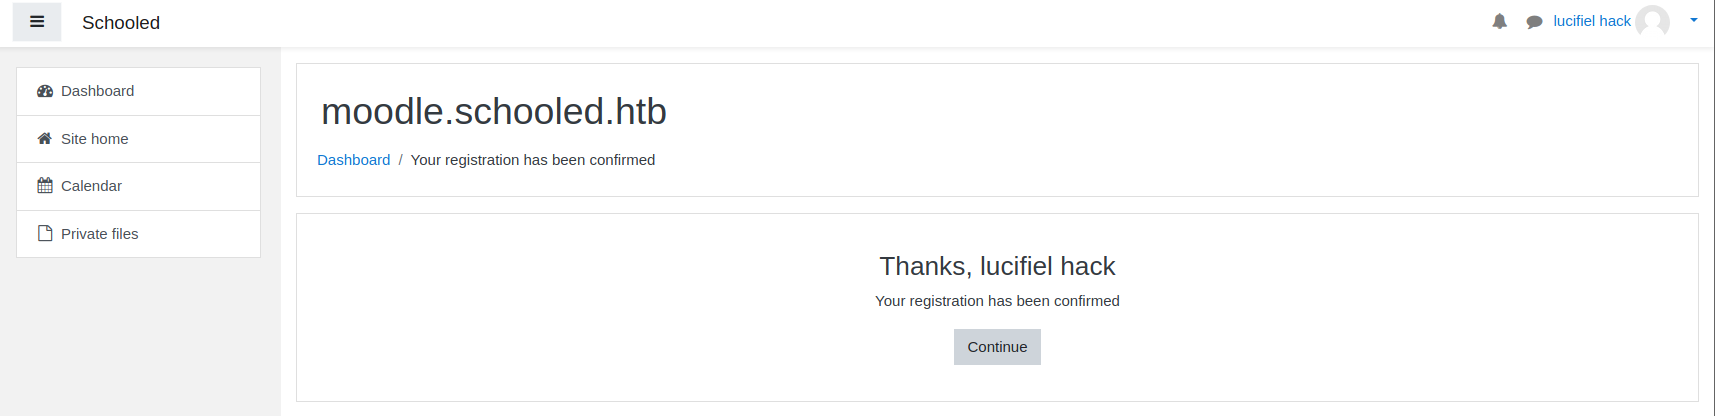 Schooled
lucifiel hack
Dashboard
Site home
Calendar
Private files
moodle.schooled.htb
Dashboard / Your registration has been confirmed
Thanks, lucifiel hack
Your registration has been confirmed
Continue